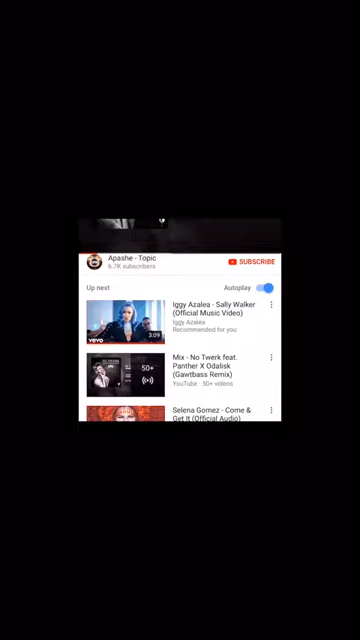 Apashe - Topic
6.7K subscribers
SUBSCRIBE
Up next
Autoplay
Iggy Azalea - Sally Walker
(Official Music Video)
Iggy Azalea
Recommended for you
vevo
3:09
Mix - No Twerk feat.
Panther X Odalisk
(Gawtbass Remix)
YouTube · 50+ videos
50+
Selena Gomez - Come &
Get It (Official Audio)